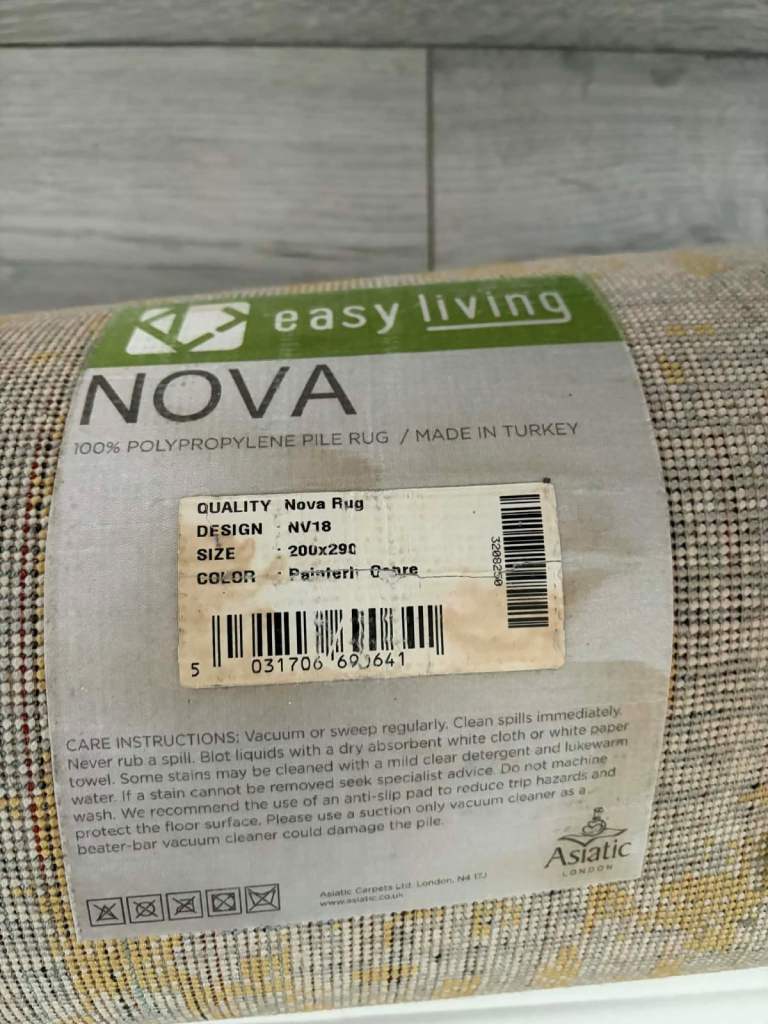 easy living
NOVA
100% POLYPROPYLENE PILE RUG / MADE IN TURKEY
QUALITY Nova Rug
DESIGN : NV18
SIZE : 200x290
COLOR :
3208250
5 031706 690641
CARE INSTRUCTIONS: Vacuum or sweep regularly. Clean spills immediately.
Never rub a spill. Blot liquids with a dry absorbent white cloth or white paper
towel. Some stains may be cleaned with a mild clear detergent and lukewarm
water. If a stain cannot be removed seek specialist advice. Do not machine
wash. We recommend the use of an anti-slip pad to reduce trip hazards and
protect the floor surface. Please use a suction only vacuum cleaner as a
beater-bar vacuum cleaner could damage the pile.
Asiatic
LONDON
Asiatic Carpets Ltd. London, N4 1TJ
www.asiatic.co.uk